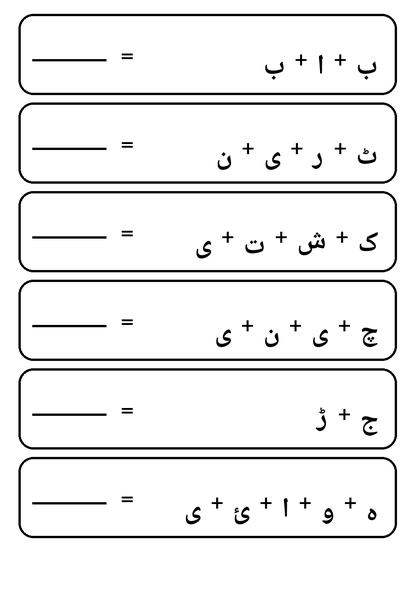 ب + ا + ب = ______
ٹ + ر + ی + ن = ______
ک + ش + ت + ی = ______
چ + ی + ن + ی = ______
ج + ڑ = ______
ہ + و + ا + ئ + ی = ______